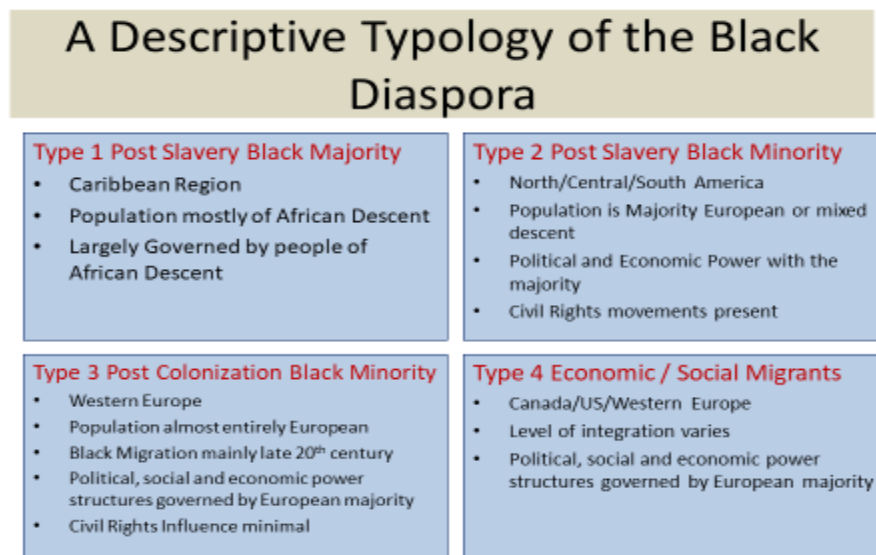 A Descriptive Typology of the Black
Diaspora
Type 1 Post Slavery Black Majority
• Caribbean Region
• Population mostly of African Descent
• Largely Governed by people of
African Descent
Type 2 Post Slavery Black Minority
• North/Central/South America
• Population is Majority European or mixed
descent
• Political and Economic Power with the
majority
• Civil Rights movements present
Type 3 Post Colonization Black Minority
• Western Europe
• Population almost entirely European
• Black Migration mainly late 20th century
• Political, social and economic power
structures governed by European majority
• Civil Rights Influence minimal
Type 4 Economic / Social Migrants
• Canada/US/Western Europe
• Level of integration varies
• Political, social and economic power
structures governed by European majority